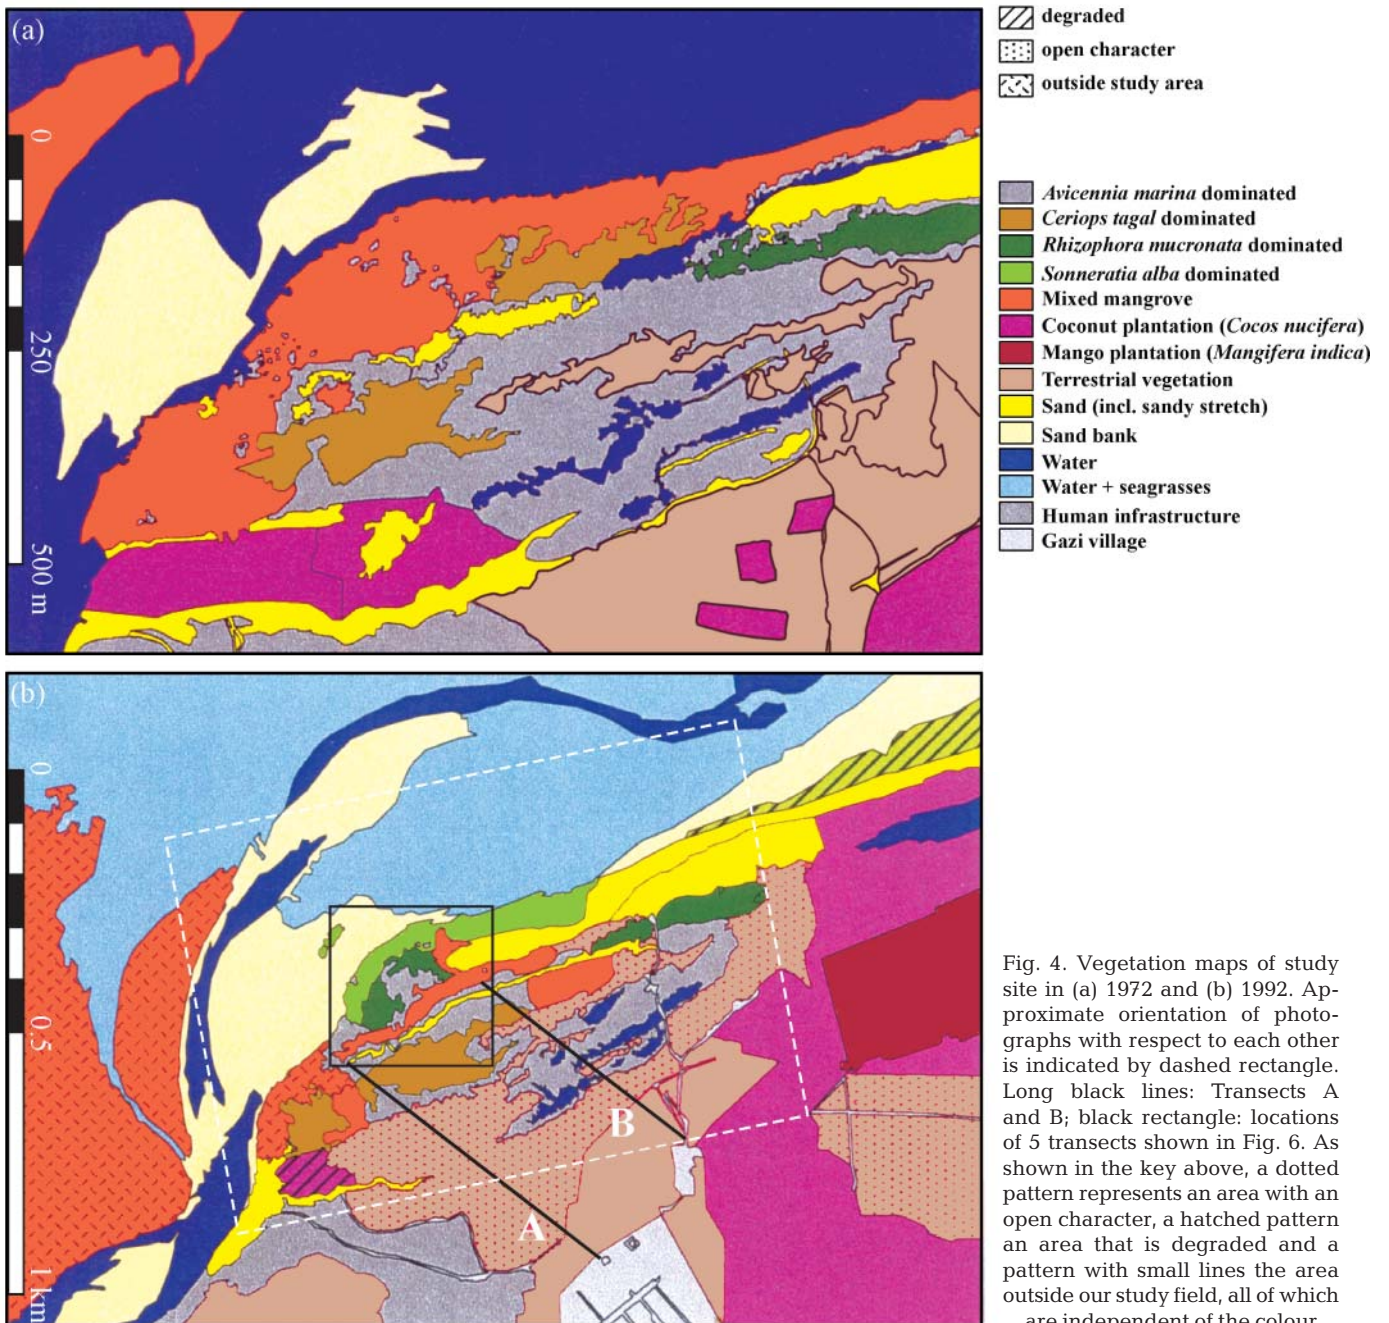 (a)
0
250
500 m
degraded
open character
outside study area
Avicennia marina dominated
Ceriops tagal dominated
Rhizophora mucronata dominated
Sonneratia alba dominated
Mixed mangrove
Coconut plantation (Cocos nucifera)
Mango plantation (Mangifera indica)
Terrestrial vegetation
Sand (incl. sandy stretch)
Sand bank
Water
Water + seagrasses
Human infrastructure
Gazi village
(b)
0
0.5
1 km
A
B
Fig. 4. Vegetation maps of study
site in (a) 1972 and (b) 1992. Ap-
proximate orientation of photo-
graphs with respect to each other
is indicated by dashed rectangle.
Long black lines: Transects A
and B; black rectangle: locations
of 5 transects shown in Fig. 6. As
shown in the key above, a dotted
pattern represents an area with an
open character, a hatched pattern
an area that is degraded and a
pattern with small lines the area
outside our study field, all of which
are independent of the colour